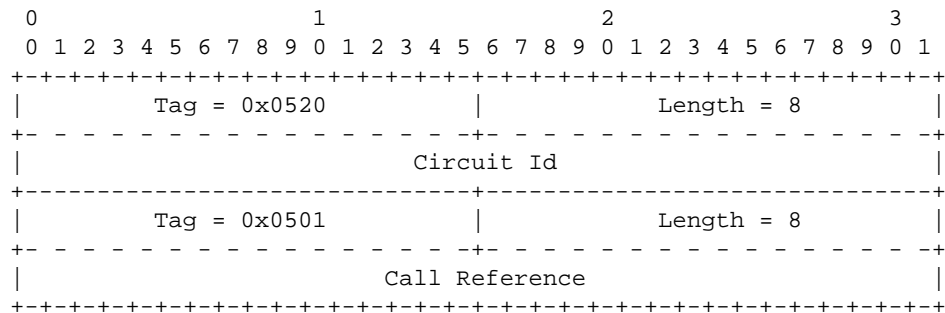 0                   1                   2                   3
 0 1 2 3 4 5 6 7 8 9 0 1 2 3 4 5 6 7 8 9 0 1 2 3 4 5 6 7 8 9 0 1
+-+-+-+-+-+-+-+-+-+-+-+-+-+-+-+-+-+-+-+-+-+-+-+-+-+-+-+-+-+-+-+-+
|         Tag = 0x0520          |            Length = 8         |
+- - - - - - - - - - - - - - - -+- - - - - - - - - - - - - - - -+
|                           Circuit Id                          |
+-------------------------------+-------------------------------+
|         Tag = 0x0501          |            Length = 8         |
+- - - - - - - - - - - - - - - -+- - - - - - - - - - - - - - - -+
|                         Call Reference                        |
+-+-+-+-+-+-+-+-+-+-+-+-+-+-+-+-+-+-+-+-+-+-+-+-+-+-+-+-+-+-+-+-+